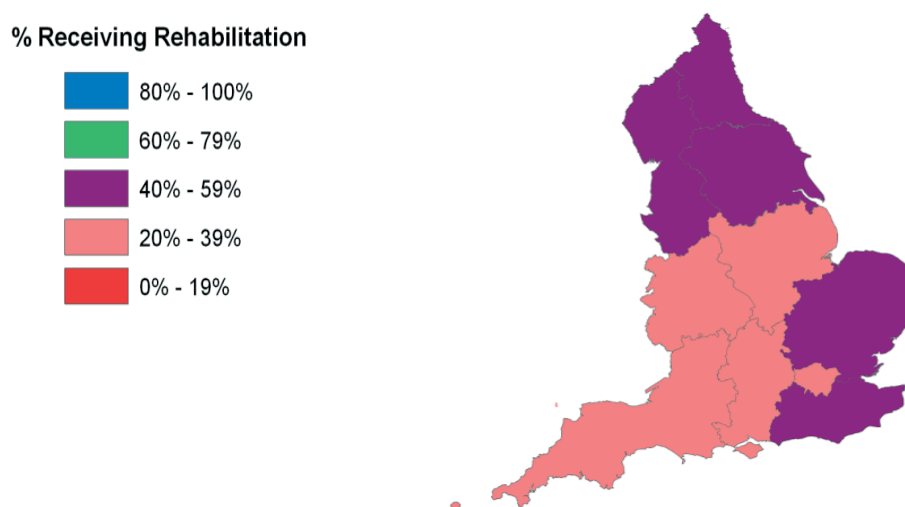 % Receiving Rehabilitation
80% - 100%
60% - 79%
40% - 59%
20% - 39%
0% - 19%